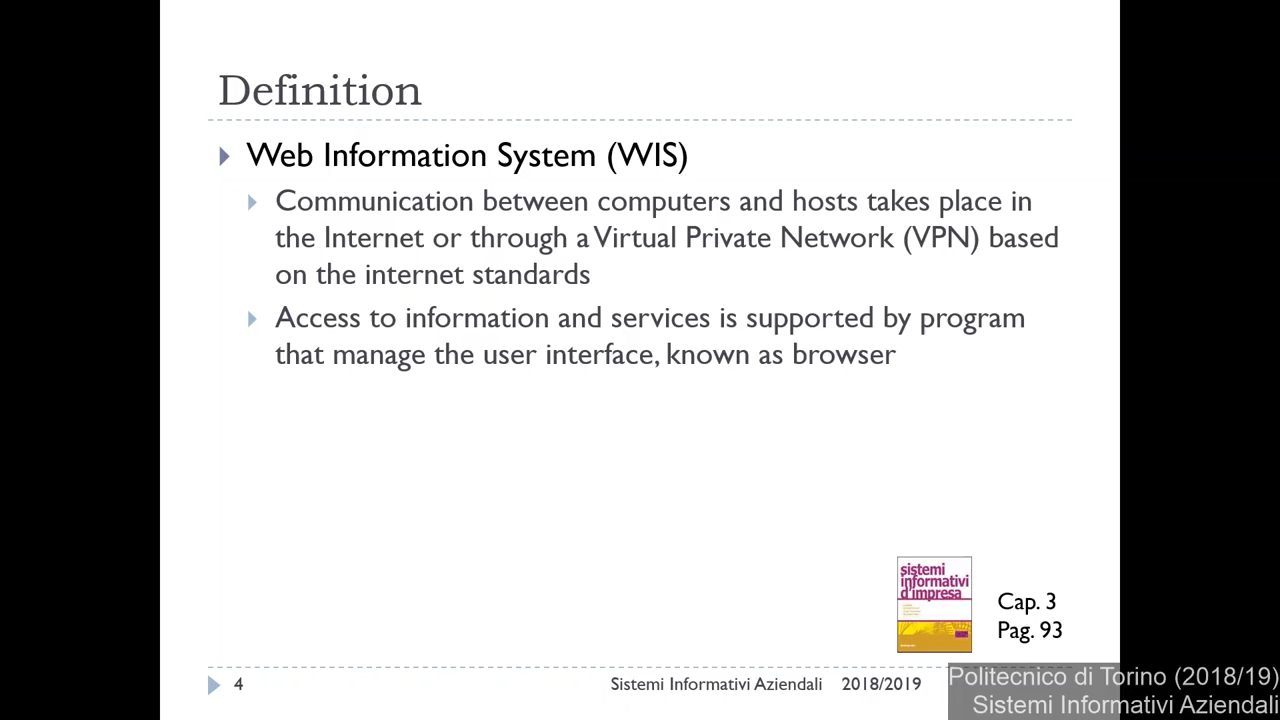 Definition
Web Information System (WIS)
Communication between computers and hosts takes place in
the Internet or through a Virtual Private Network (VPN) based
on the internet standards
Access to information and services is supported by program
that manage the user interface, known as browser
sistemi
informativi
d'impresa
Cap. 3
Pag. 93
4
Sistemi Informativi Aziendali 2018/2019
Politecnico di Torino (2018/19)
Sistemi Informativi Aziendali